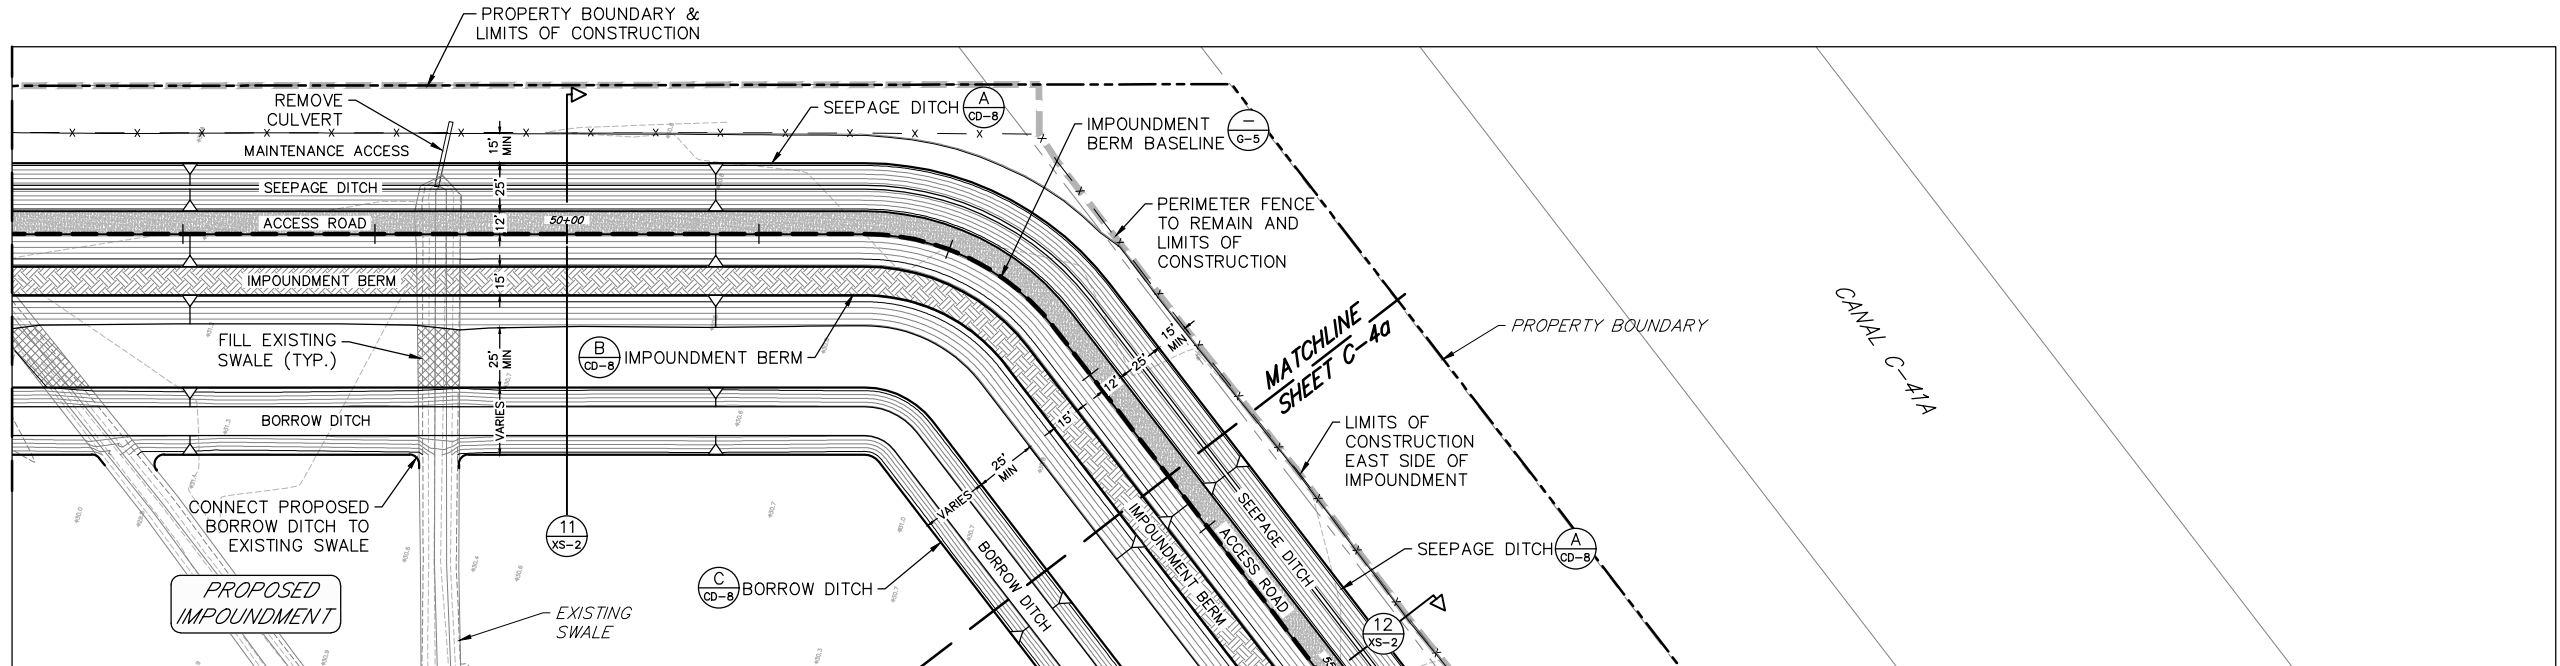 PROPERTY BOUNDARY &
LIMITS OF CONSTRUCTION
REMOVE
CULVERT
MAINTENANCE ACCESS
15'
MIN
SEEPAGE DITCH
A
CD-8
IMPOUNDMENT
BERM BASELINE
-
G-5
SEEPAGE DITCH
25'
ACCESS ROAD
12'
50+00
PERIMETER FENCE
TO REMAIN AND
LIMITS OF
CONSTRUCTION
IMPOUNDMENT BERM
15'
FILL EXISTING
SWALE (TYP.)
25'
MIN
B
CD-8
IMPOUNDMENT BERM
15'
MIN
25'
12'
15'
MATCHLINE
SHEET C-4a
PROPERTY BOUNDARY
CANAL C-41A
BORROW DITCH
VARIES
LIMITS OF
CONSTRUCTION
EAST SIDE OF
IMPOUNDMENT
25'
MIN
VARIES
CONNECT PROPOSED
BORROW DITCH TO
EXISTING SWALE
11
XS-2
PROPOSED
IMPOUNDMENT
EXISTING
SWALE
C
CD-8
BORROW DITCH
BORROW DITCH
IMPOUNDMENT BERM
ACCESS ROAD
SEEPAGE DITCH
SEEPAGE DITCH
A
CD-8
12
XS-2